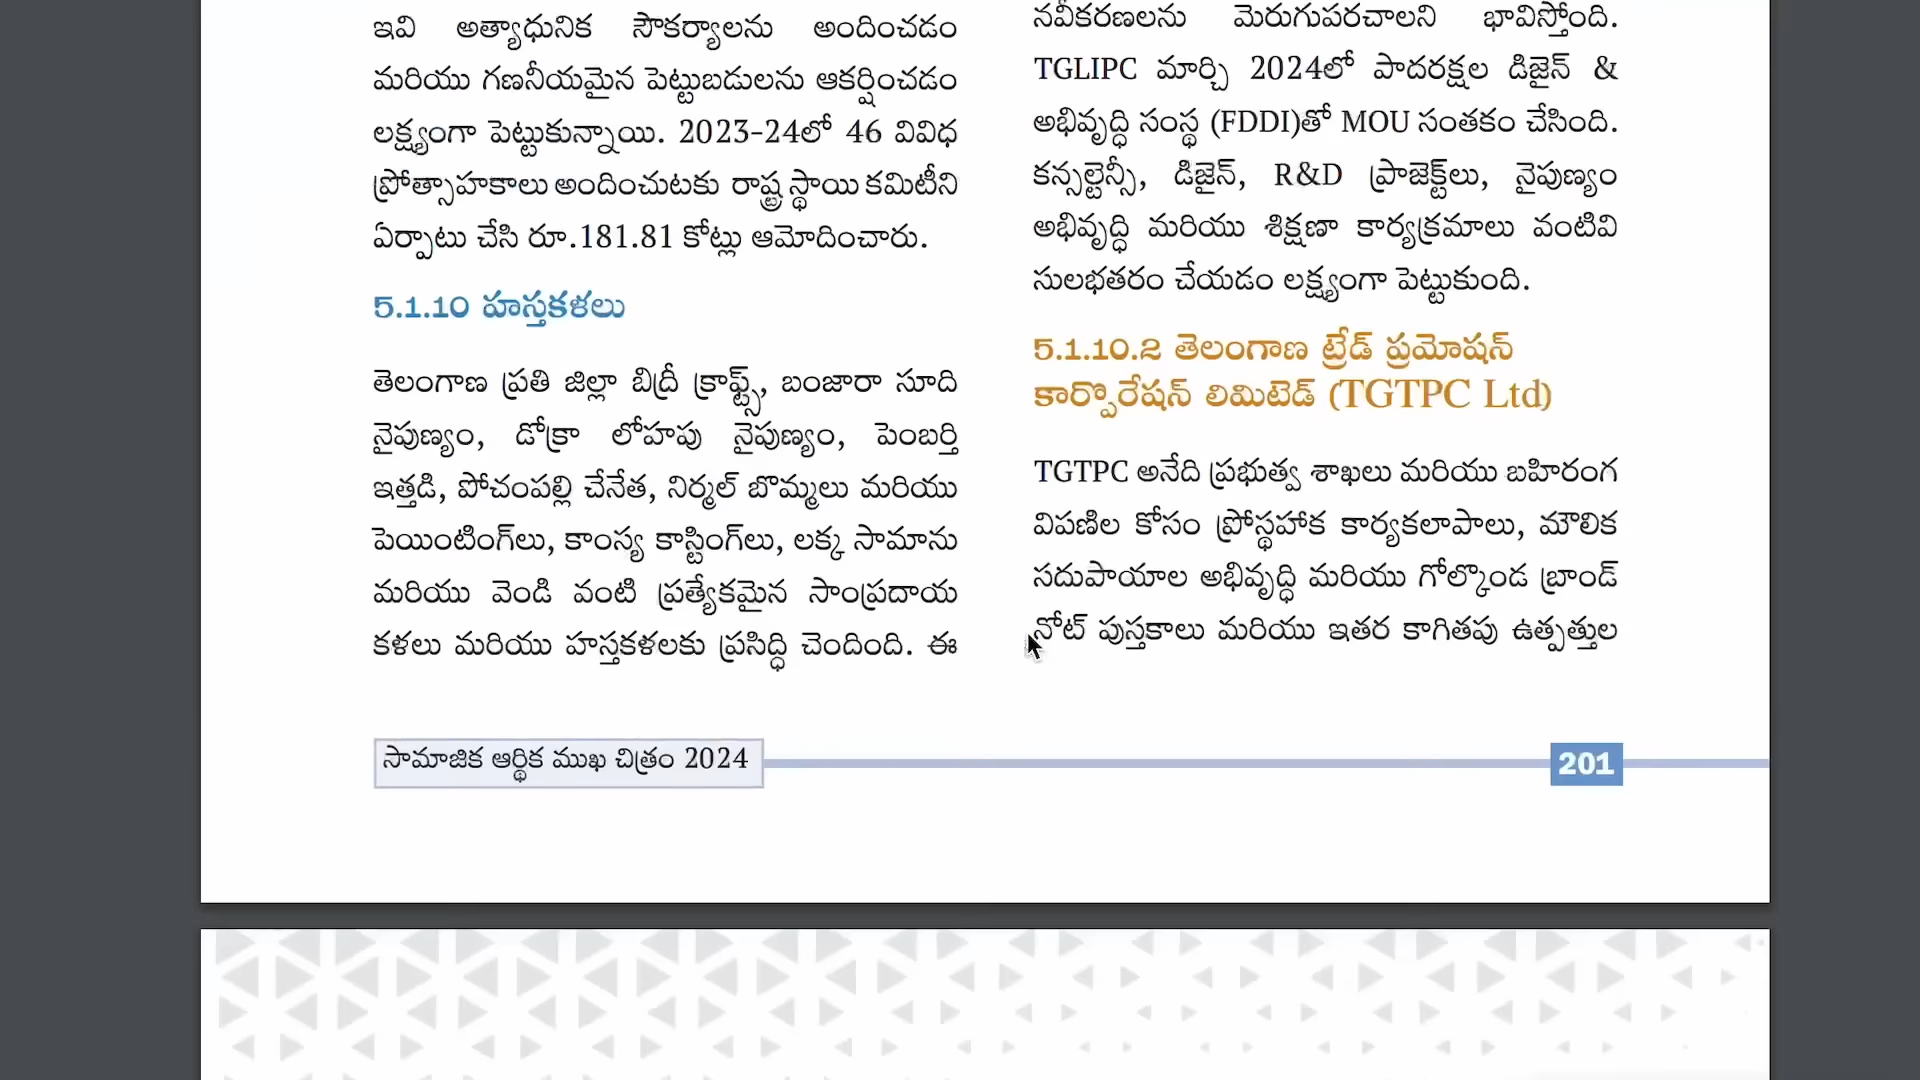 ఇవి అత్యాధునిక సౌకర్యాలను అందించడం
మరియు గణనీయమైన పెట్టుబడులను ఆకర్షించడం
లక్ష్యంగా పెట్టుకున్నాయి. 2023-24లో 46 వివిధ
ప్రోత్సాహకాలు అందించుటకు రాష్ట్ర స్థాయి కమిటీని
ఏర్పాటు చేసి రూ.181.81 కోట్లు ఆమోదించారు.
5.1.10 హస్తకళలు
తెలంగాణ ప్రతి జిల్లా బిద్రీ క్రాఫ్ట్స్, బంజారా సూది
నైపుణ్యం, డోక్రా లోహపు నైపుణ్యం, పెంబర్తి
ఇత్తడి, పోచంపల్లి చేనేత, నిర్మల్ బొమ్మలు మరియు
పెయింటింగ్‌లు, కాంస్య కాస్టింగ్‌లు, లక్క సామాను
మరియు వెండి వంటి ప్రత్యేకమైన సాంప్రదాయ
కళలు మరియు హస్తకళలకు ప్రసిద్ధి చెందింది. ఈ
నవీకరణలను మెరుగుపరచాలని భావిస్తోంది.
TGLIPC మార్చి 2024లో పాదరక్షల డిజైన్ &
అభివృద్ధి సంస్థ (FDDI)తో MOU సంతకం చేసింది.
కన్సల్టెన్సీ, డిజైన్, R&D ప్రాజెక్ట్‌లు, నైపుణ్యం
అభివృద్ధి మరియు శిక్షణా కార్యక్రమాలు వంటివి
సులభతరం చేయడం లక్ష్యంగా పెట్టుకుంది.
5.1.10.2 తెలంగాణ ట్రేడ్ ప్రమోషన్
కార్పొరేషన్ లిమిటెడ్ (TGTPC Ltd)
TGTPC అనేది ప్రభుత్వ శాఖలు మరియు బహిరంగ
విపణిల కోసం ప్రోస్థహాక కార్యకలాపాలు, మౌలిక
సదుపాయాల అభివృద్ధి మరియు గోల్కొండ బ్రాండ్
నోట్ పుస్తకాలు మరియు ఇతర కాగితపు ఉత్పత్తుల
సామాజిక ఆర్థిక ముఖ చిత్రం 2024
201